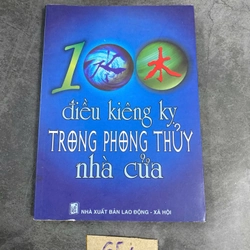 100
木
điều kiêng kỵ
TRONG PHONG THỦY
nhà cửa
NHÀ XUẤT BẢN LAO ĐỘNG - XÃ HỘI